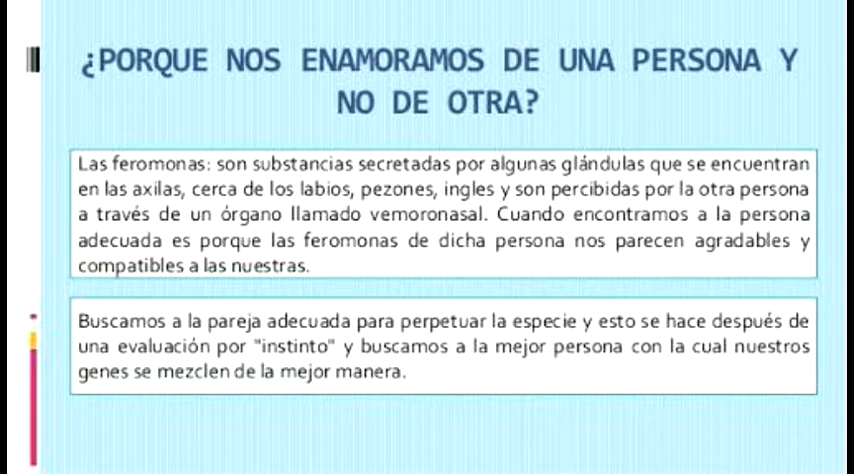 ¿PORQUE NOS ENAMORAMOS DE UNA PERSONA Y
NO DE OTRA?
Las feromonas: son substancias secretadas por algunas glándulas que se encuentran
en las axilas, cerca de los labios, pezones, ingles y son percibidas por la otra persona
a través de un órgano llamado vemoronasal. Cuando encontramos a la persona
adecuada es porque las feromonas de dicha persona nos parecen agradables y
compatibles a las nuestras.
Buscamos a la pareja adecuada para perpetuar la especie y esto se hace después de
una evaluación por "instinto" y buscamos a la mejor persona con la cual nuestros
genes se mezclen de la mejor manera.